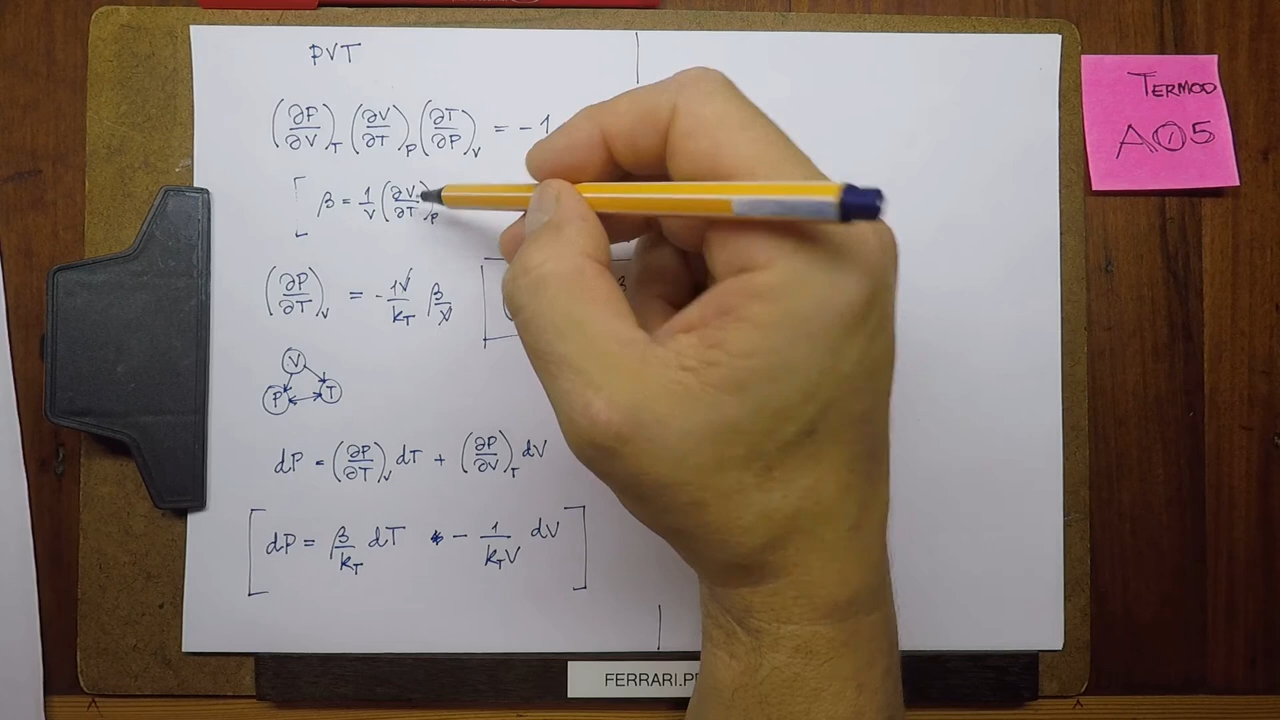 PVT
(∂P/∂V)_T (∂V/∂T)_P (∂T/∂P)_V = -1
[ β = 1/V (∂V/∂T)_P
(∂P/∂T)_V = - 1V/k_T β/V
V
P T
dP = (∂P/∂T)_V dT + (∂P/∂V)_T dV
[ dP = β/k_T dT - 1/k_T V dV ]
TERMOD
A05